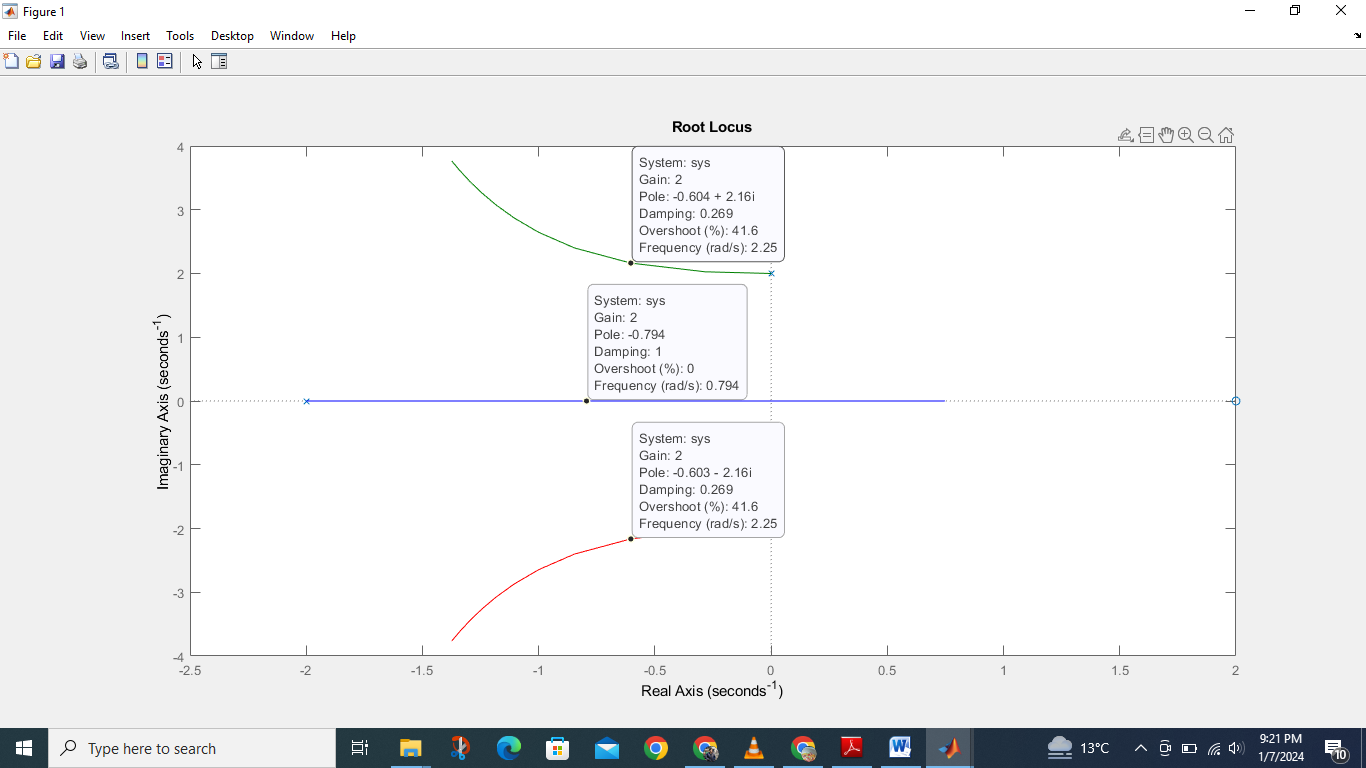 Figure 1
File Edit View Insert Tools Desktop Window Help
Root Locus
System: sys
Gain: 2
Pole: -0.604 + 2.16i
Damping: 0.269
Overshoot (%): 41.6
Frequency (rad/s): 2.25
System: sys
Gain: 2
Pole: -0.794
Damping: 1
Overshoot (%): 0
Frequency (rad/s): 0.794
System: sys
Gain: 2
Pole: -0.603 - 2.16i
Damping: 0.269
Overshoot (%): 41.6
Frequency (rad/s): 2.25
Imaginary Axis (seconds⁻¹)
4
3
2
1
0
-1
-2
-3
-4
-2.5 -2 -1.5 -1 -0.5 0 0.5 1 1.5 2
Real Axis (seconds⁻¹)
Type here to search
W
13°C
9:21 PM
1/7/2024
10